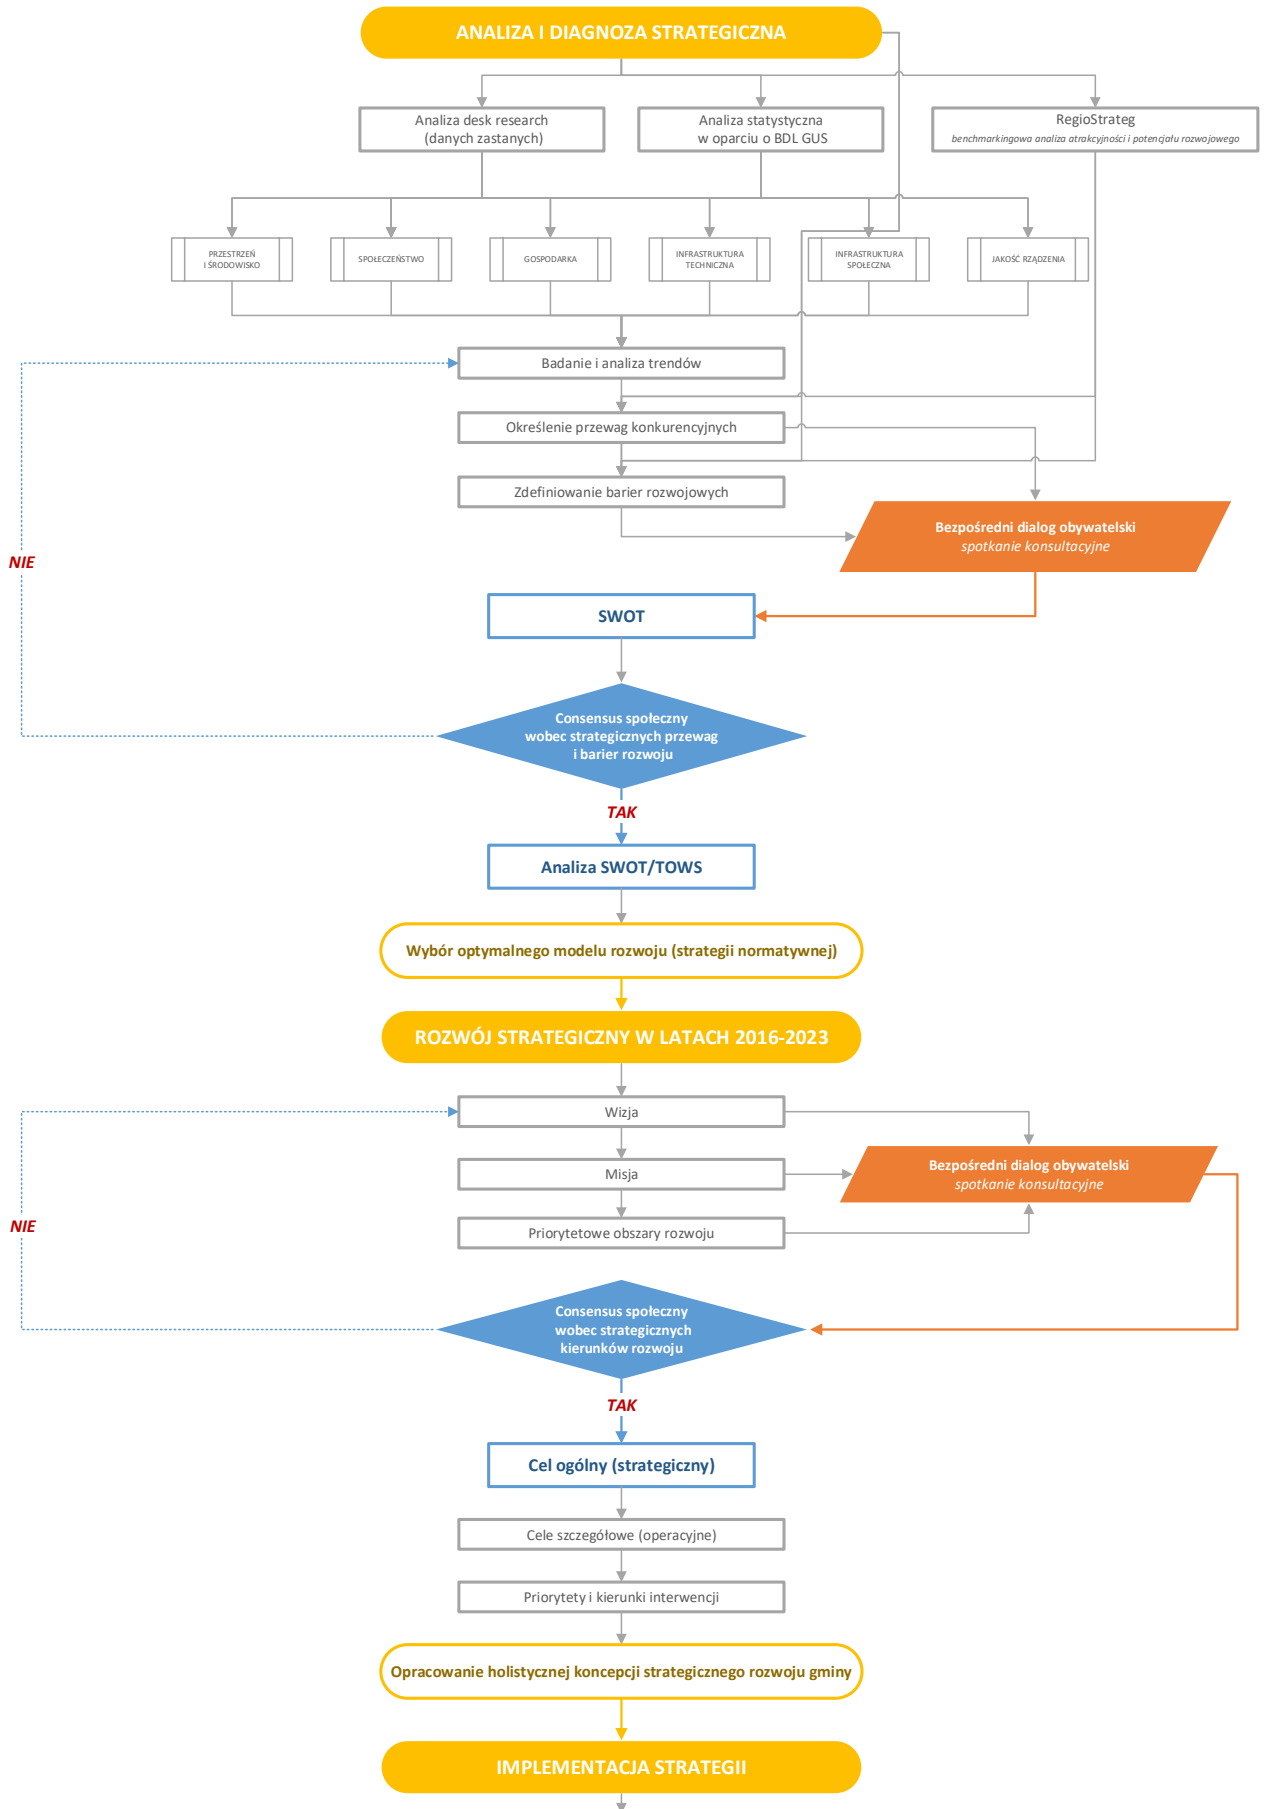 ANALIZA I DIAGNOZA STRATEGICZNA
Analiza desk research
(danych zastanych)
Analiza statystyczna
w oparciu o BDL GUS
RegioStrateg
benchmarkingowa analiza atrakcyjności i potencjału rozwojowego
PRZESTRZEŃ
I ŚRODOWISKO
SPOŁECZEŃSTWO
GOSPODARKA
INFRASTRUKTURA
TECHNICZNA
INFRASTRUKTURA
SPOŁECZNA
JAKOŚĆ RZĄDZENIA
Badanie i analiza trendów
Określenie przewag konkurencyjnych
Zdefiniowanie barier rozwojowych
Bezpośredni dialog obywatelski
spotkanie konsultacyjne
NIE
SWOT
Consensus społeczny
wobec strategicznych przewag
i barier rozwoju
TAK
Analiza SWOT/TOWS
Wybór optymalnego modelu rozwoju (strategii normatywnej)
ROZWÓJ STRATEGICZNY W LATACH 2016-2023
Wizja
Misja
Bezpośredni dialog obywatelski
spotkanie konsultacyjne
Priorytetowe obszary rozwoju
NIE
Consensus społeczny
wobec strategicznych
kierunków rozwoju
TAK
Cel ogólny (strategiczny)
Cele szczegółowe (operacyjne)
Priorytety i kierunki interwencji
Opracowanie holistycznej koncepcji strategicznego rozwoju gminy
IMPLEMENTACJA STRATEGII